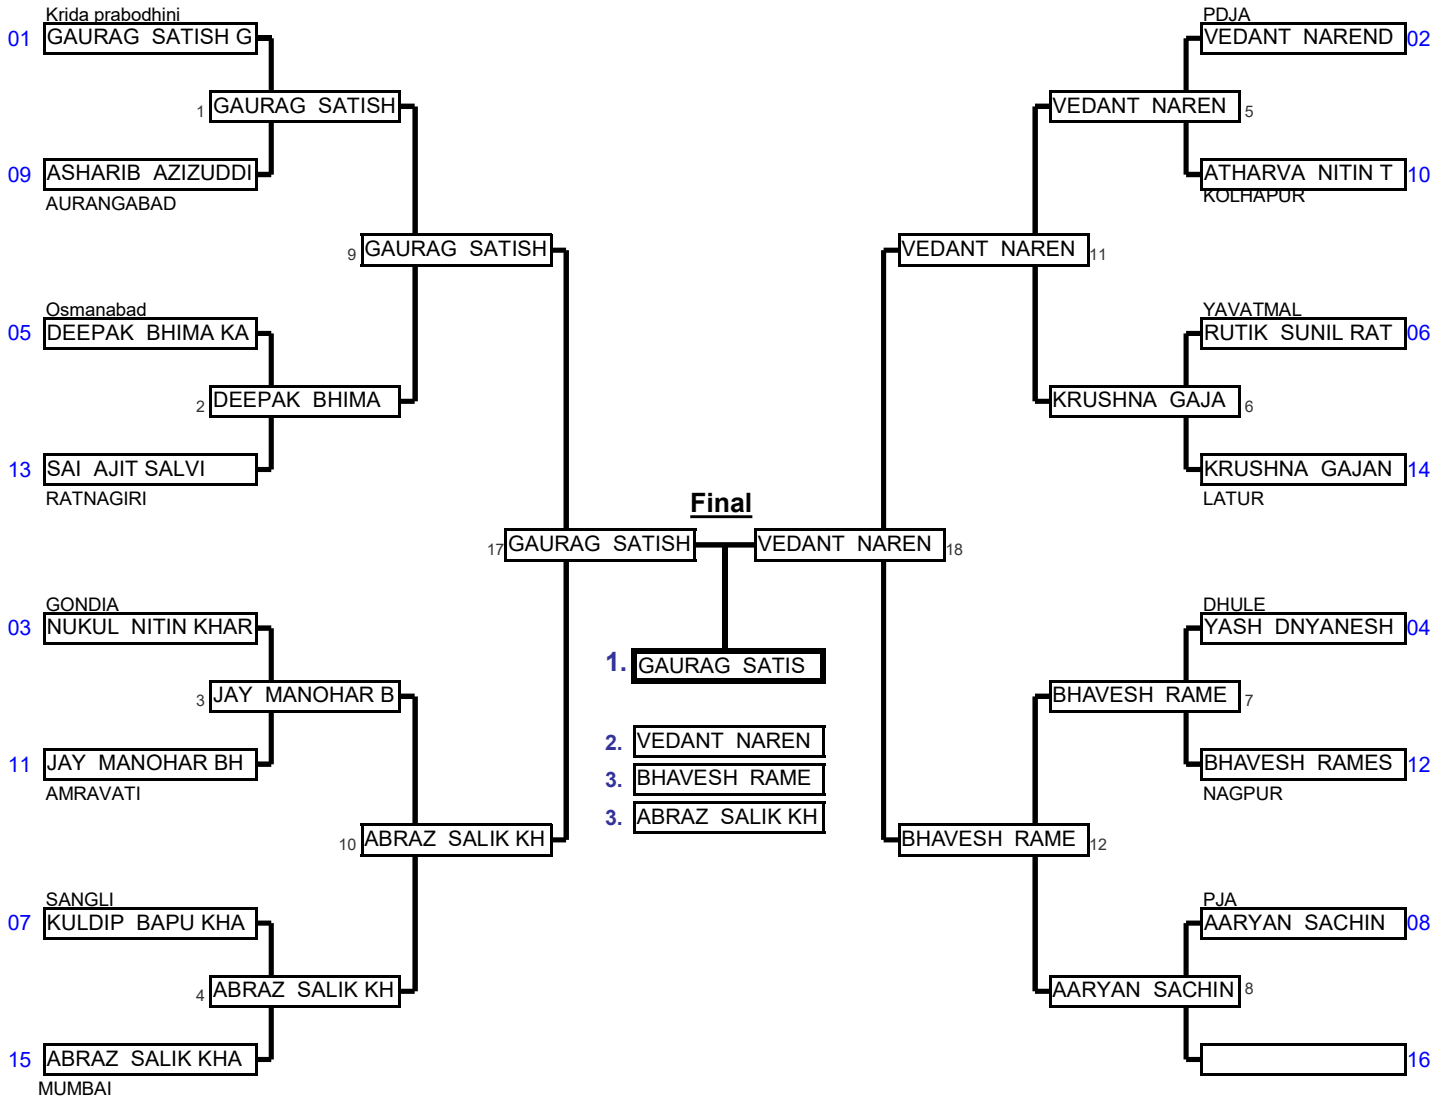 Krida prabodhini
01 GAURAG SATISH G
1 GAURAG SATISH
09 ASHARIB AZIZUDDI
AURANGABAD
9 GAURAG SATISH
Osmanabad
05 DEEPAK BHIMA KA
2 DEEPAK BHIMA
13 SAI AJIT SALVI
RATNAGIRI
17 GAURAG SATISH
GONDIA
03 NUKUL NITIN KHAR
3 JAY MANOHAR B
11 JAY MANOHAR BH
AMRAVATI
10 ABRAZ SALIK KH
SANGLI
07 KULDIP BAPU KHA
4 ABRAZ SALIK KH
15 ABRAZ SALIK KHA
MUMBAI
Final
1. GAURAG SATIS
2. VEDANT NAREN
3. BHAVESH RAME
3. ABRAZ SALIK KH
PDJA
VEDANT NAREND 02
VEDANT NAREN 5
ATHARVA NITIN T 10
KOLHAPUR
VEDANT NAREN 11
YAVATMAL
RUTIK SUNIL RAT 06
KRUSHNA GAJA 6
KRUSHNA GAJAN 14
LATUR
VEDANT NAREN 18
DHULE
YASH DNYANESH 04
BHAVESH RAME 7
BHAVESH RAMES 12
NAGPUR
BHAVESH RAME 12
PJA
AARYAN SACHIN 08
AARYAN SACHIN 8
16